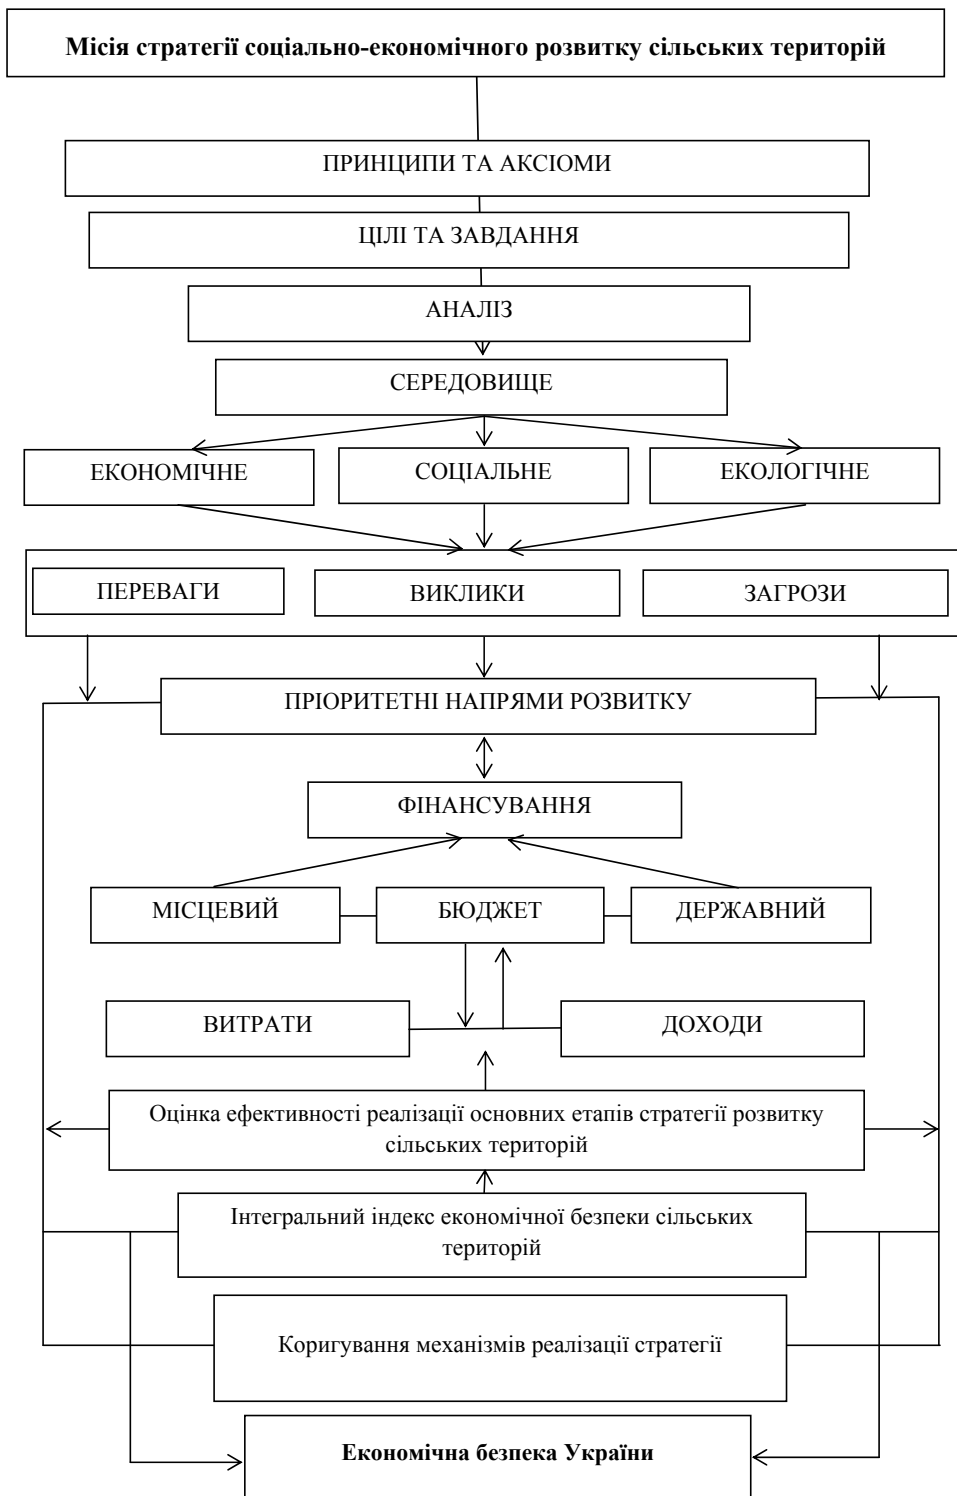 Місія стратегії соціально-економічного розвитку сільських територій
ПРИНЦИПИ ТА АКСІОМИ
ЦІЛІ ТА ЗАВДАННЯ
АНАЛІЗ
СЕРЕДОВИЩЕ
ЕКОНОМІЧНЕ
СОЦІАЛЬНЕ
ЕКОЛОГІЧНЕ
ПЕРЕВАГИ
ВИКЛИКИ
ЗАГРОЗИ
ПРІОРИТЕТНІ НАПРЯМИ РОЗВИТКУ
ФІНАНСУВАННЯ
МІСЦЕВИЙ
БЮДЖЕТ
ДЕРЖАВНИЙ
ВИТРАТИ
ДОХОДИ
Оцінка ефективності реалізації основних етапів стратегії розвитку
сільських територій
Інтегральний індекс економічної безпеки сільських
територій
Коригування механізмів реалізації стратегії
Економічна безпека України